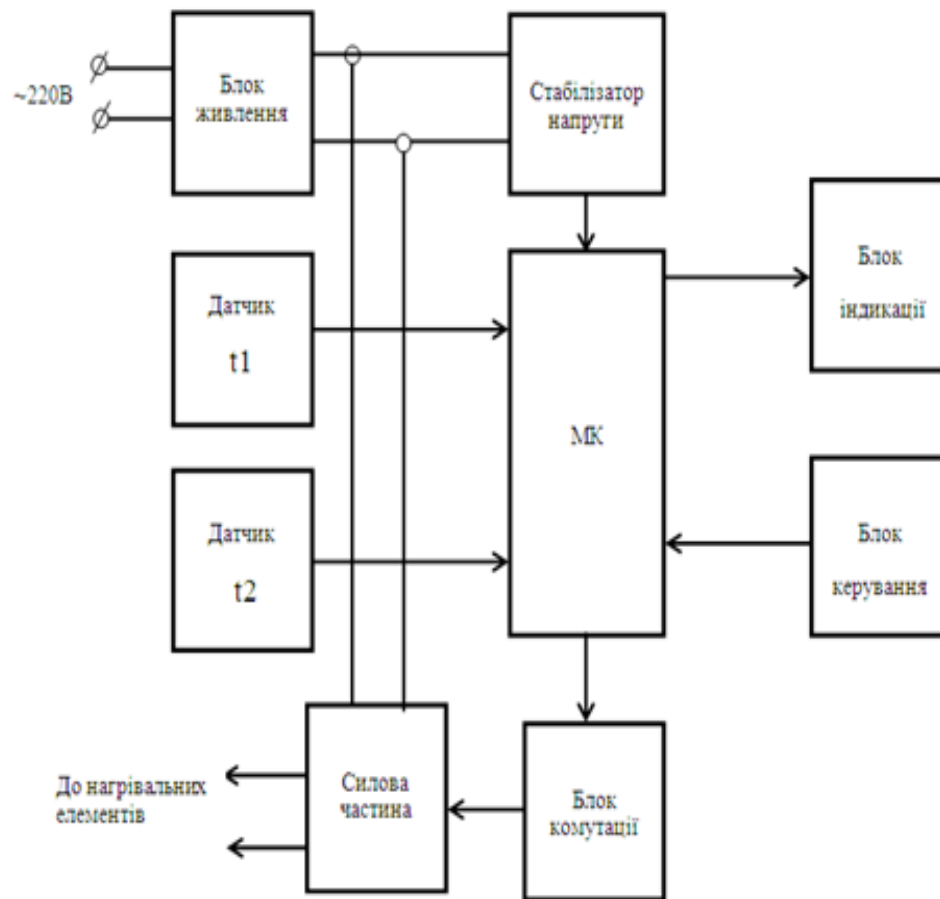 ~220В
Блок
живлення
Стабілізатор
напруги
Датчик
t1
МК
Блок
індикації
Датчик
t2
Блок
керування
До нагрівальних
елементів
Силова
частина
Блок
комутації